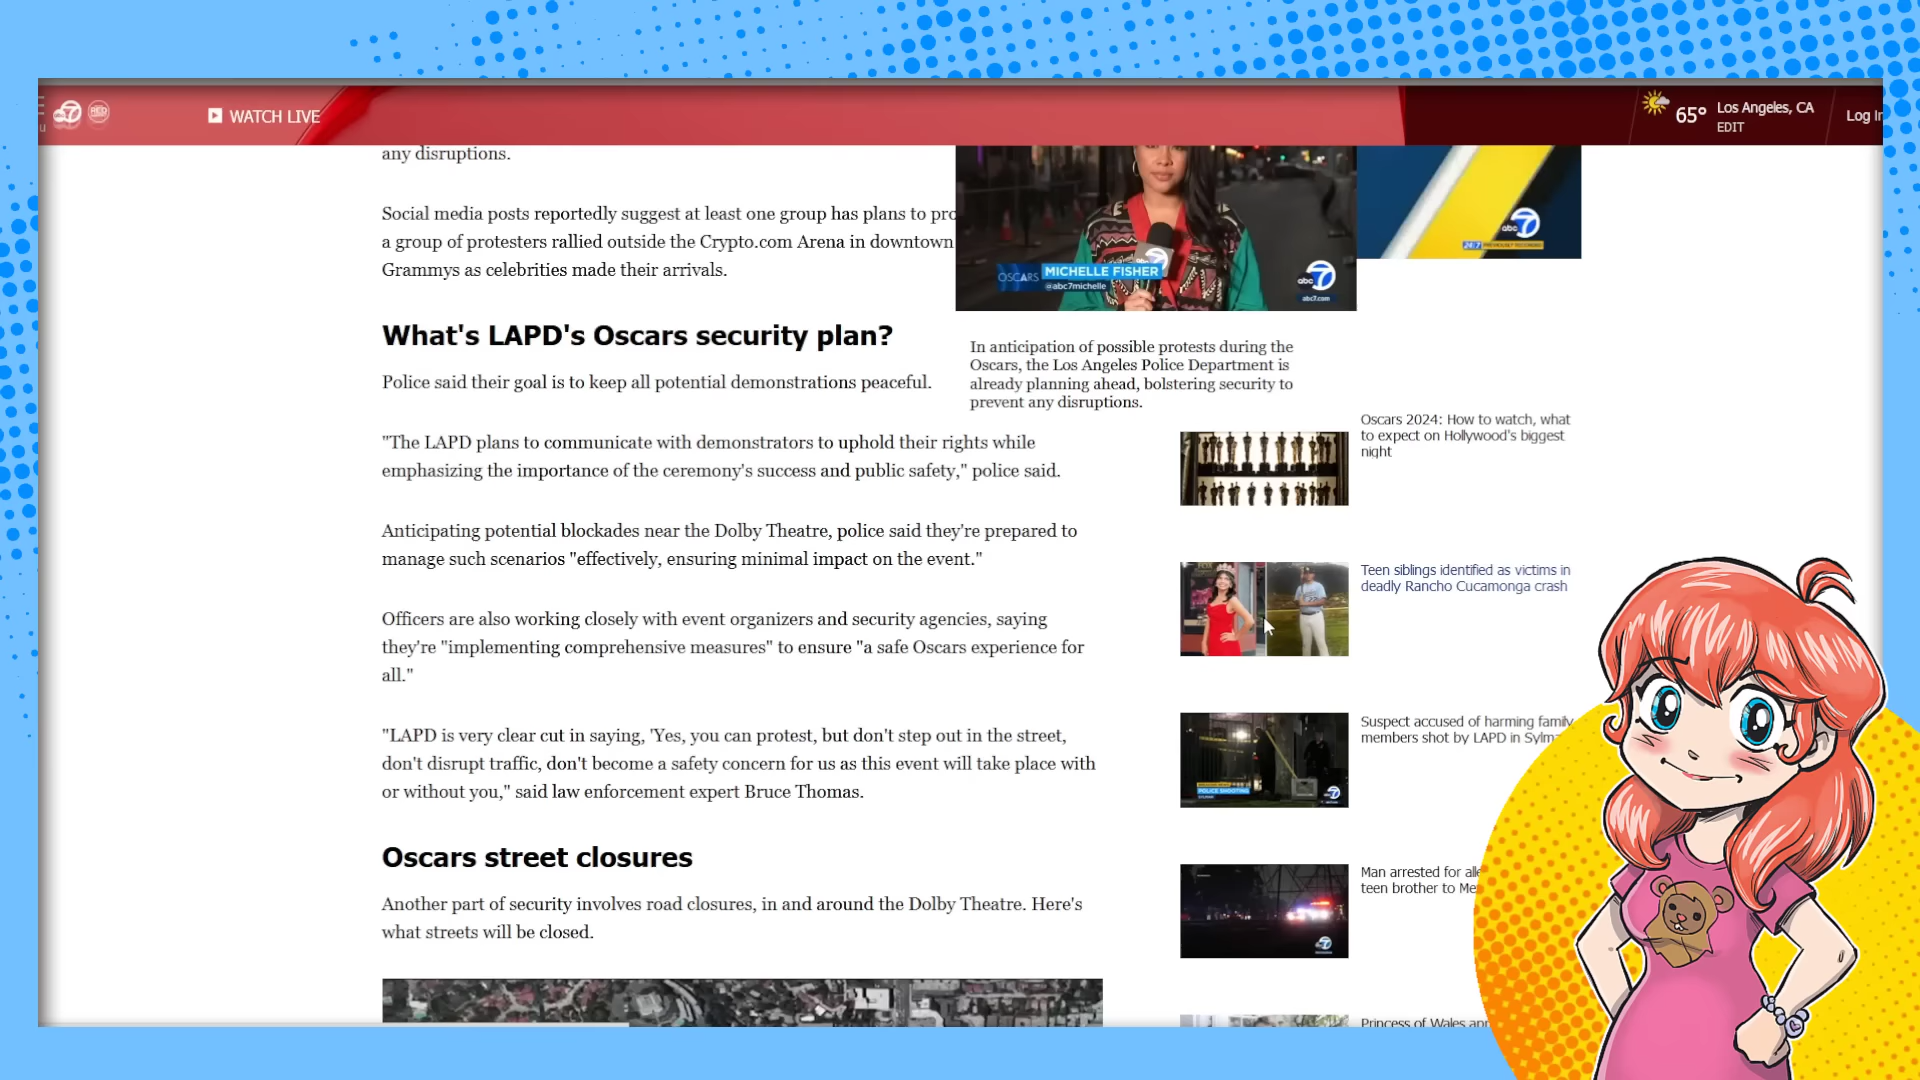 WATCH LIVE
65°
Los Angeles, CA
EDIT
Log In
any disruptions.
Social media posts reportedly suggest at least one group has plans to pro
a group of protesters rallied outside the Crypto.com Arena in downtown
Grammys as celebrities made their arrivals.
OSCARS
MICHELLE FISHER
@abc7michelle
abc 7
abc7.com
abc 7
24/7 PREVIOUSLY RECORDED
In anticipation of possible protests during the
Oscars, the Los Angeles Police Department is
already planning ahead, bolstering security to
prevent any disruptions.
What's LAPD's Oscars security plan?
Police said their goal is to keep all potential demonstrations peaceful.
"The LAPD plans to communicate with demonstrators to uphold their rights while
emphasizing the importance of the ceremony's success and public safety," police said.
Anticipating potential blockades near the Dolby Theatre, police said they're prepared to
manage such scenarios "effectively, ensuring minimal impact on the event."
Officers are also working closely with event organizers and security agencies, saying
they're "implementing comprehensive measures" to ensure "a safe Oscars experience for
all."
"LAPD is very clear cut in saying, 'Yes, you can protest, but don't step out in the street,
don't disrupt traffic, don't become a safety concern for us as this event will take place with
or without you," said law enforcement expert Bruce Thomas.
Oscars street closures
Another part of security involves road closures, in and around the Dolby Theatre. Here's
what streets will be closed.
Oscars 2024: How to watch, what
to expect on Hollywood's biggest
night
Teen siblings identified as victims in
deadly Rancho Cucamonga crash
Suspect accused of harming family
members shot by LAPD in Sylma
POLICE SHOOTING
Man arrested for alle
teen brother to Me
Princess of Wales app